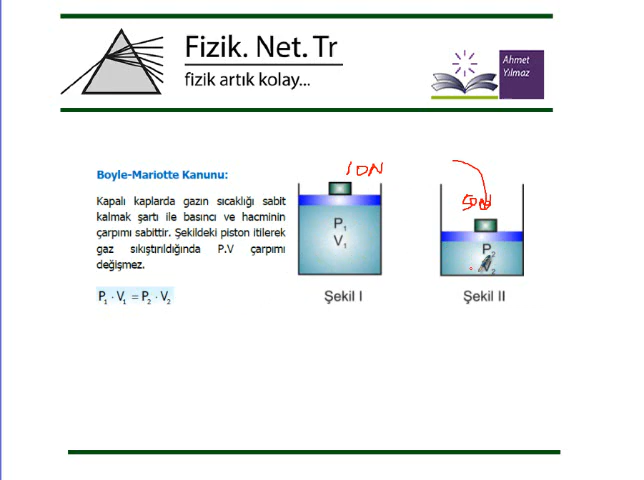 Fizik. Net. Tr
fizik artık kolay...
Ahmet
Yılmaz
Boyle-Mariotte Kanunu:
Kapalı kaplarda gazın sıcaklığı sabit
kalmak şartı ile basıncı ve hacminin
çarpımı sabittir. Şekildeki piston itilerek
gaz sıkıştırıldığında P.V çarpımı
değişmez.
P₁ · V₁ = P₂ · V₂
10N
P₁
V₁
Şekil I
50N
P₂
V₂
Şekil II